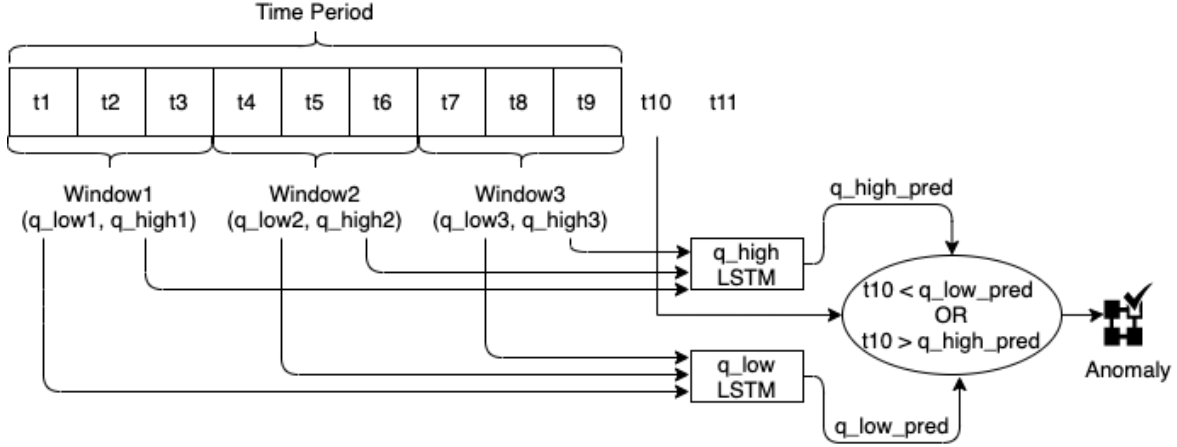 Time Period
t1 t2 t3 t4 t5 t6 t7 t8 t9 t10 t11
Window1 Window2 Window3
(q_low1, q_high1) (q_low2, q_high2) (q_low3, q_high3)
q_high_pred
q_high
LSTM
t10 < q_low_pred
OR
t10 > q_high_pred
Anomaly
q_low
LSTM
q_low_pred